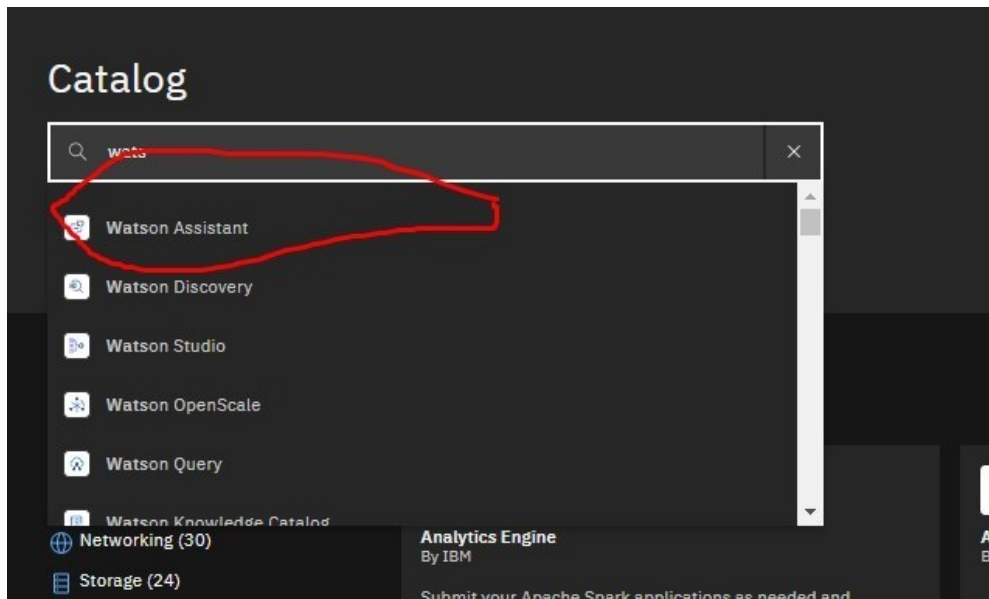 Catalog
wats
Watson Assistant
Watson Discovery
Watson Studio
Watson OpenScale
Watson Query
Watson Knowledge Catalog
Networking (30)
Storage (24)
Analytics Engine
By IBM
Submit your Apache Spark applications as needed and